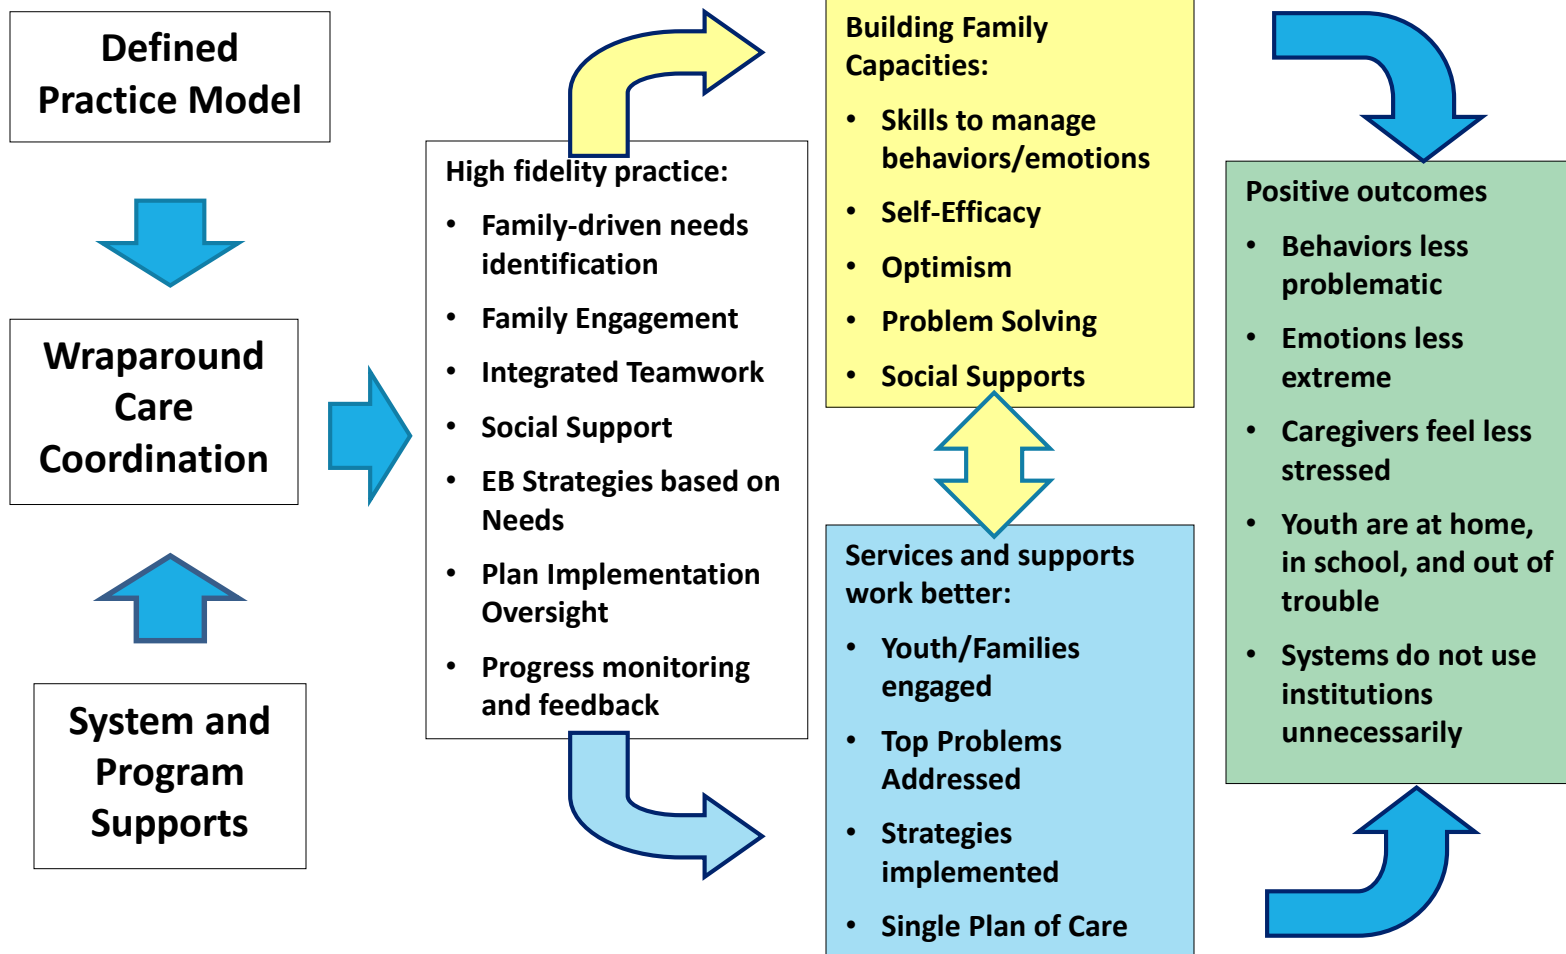 Defined
Practice Model
Wraparound
Care
Coordination
System and
Program
Supports
High fidelity practice:
• Family-driven needs
identification
• Family Engagement
• Integrated Teamwork
• Social Support
• EB Strategies based on
Needs
• Plan Implementation
Oversight
• Progress monitoring
and feedback
Building Family
Capacities:
• Skills to manage
behaviors/emotions
• Self-Efficacy
• Optimism
• Problem Solving
• Social Supports
Services and supports
work better:
• Youth/Families
engaged
• Top Problems
Addressed
• Strategies
implemented
• Single Plan of Care
Positive outcomes
• Behaviors less
problematic
• Emotions less
extreme
• Caregivers feel less
stressed
• Youth are at home,
in school, and out of
trouble
• Systems do not use
institutions
unnecessarily